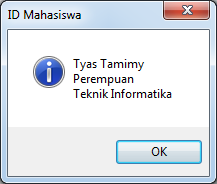 ID Mahasiswa
Tyas Tamimy
Perempuan
Teknik Informatika
OK